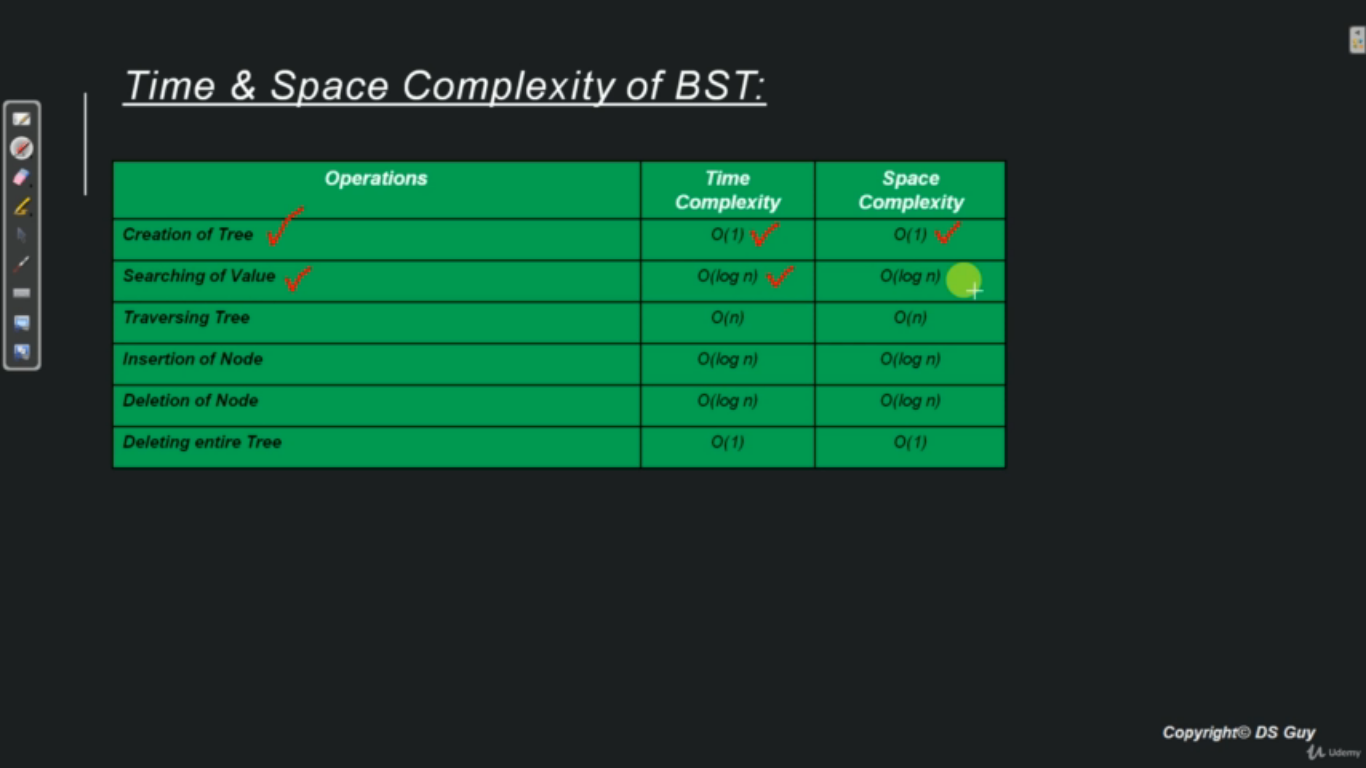 Time & Space Complexity of BST:
Operations
Time
Complexity
Space
Complexity
Creation of Tree O(1) O(1)
Searching of Value O(log n) O(log n)
Traversing Tree O(n) O(n)
Insertion of Node O(log n) O(log n)
Deletion of Node O(log n) O(log n)
Deleting entire Tree O(1) O(1)
Copyright© DS Guy
Udemy